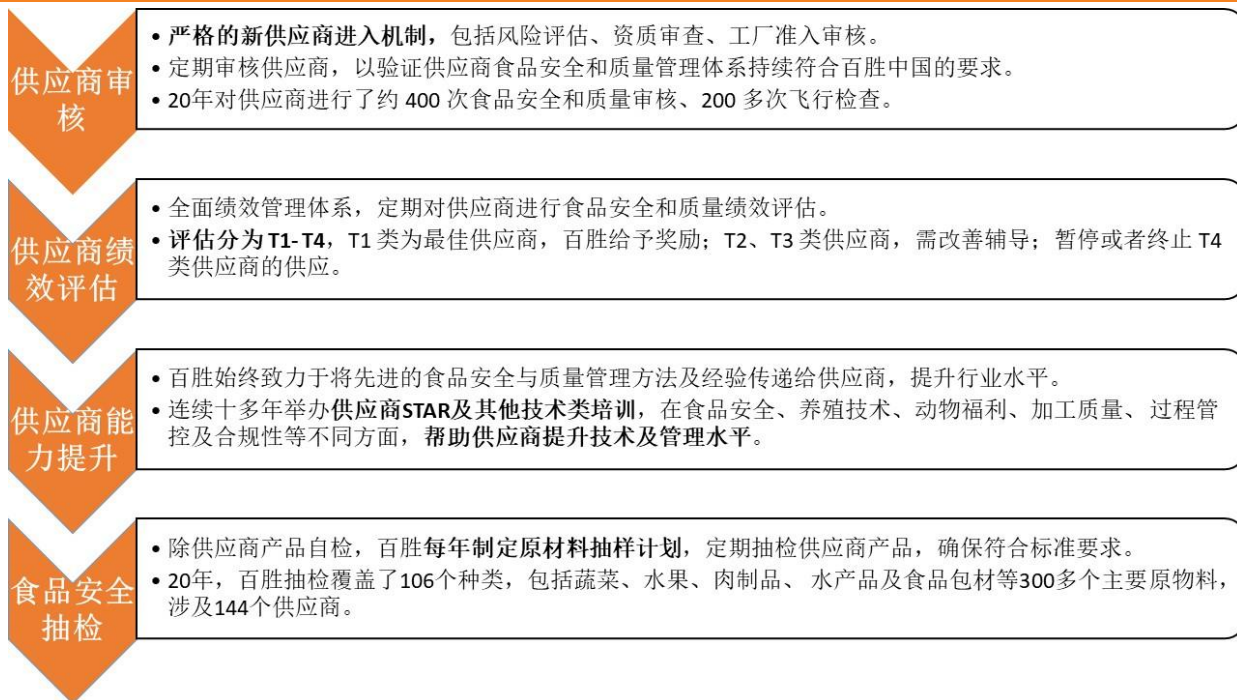 供应商审
核
• 严格的新供应商进入机制，包括风险评估、资质审查、工厂准入审核。
• 定期审核供应商，以验证供应商食品安全和质量管理体系持续符合百胜中国的要求。
• 20年对供应商进行了约 400 次食品安全和质量审核、200 多次飞行检查。
供应商绩
效评估
• 全面绩效管理体系，定期对供应商进行食品安全和质量绩效评估。
• 评估分为 T1- T4，T1 类为最佳供应商，百胜给予奖励；T2、T3 类供应商，需改善辅导；暂停或者终止 T4
类供应商的供应。
供应商能
力提升
• 百胜始终致力于将先进的食品安全与质量管理方法及经验传递给供应商，提升行业水平。
• 连续十多年举办供应商STAR及其他技术类培训，在食品安全、养殖技术、动物福利、加工质量、 过程管
控及合规性等不同方面，帮助供应商提升技术及管理水平。
食品安全
抽检
• 除供应商产品自检，百胜每年制定原材料抽样计划，定期抽检供应商产品，确保符合标准要求。
• 20年，百胜抽检覆盖了106个种类，包括蔬菜、水果、肉制品、 水产品及食品包材等300多个主要原物料，
涉及144个供应商。